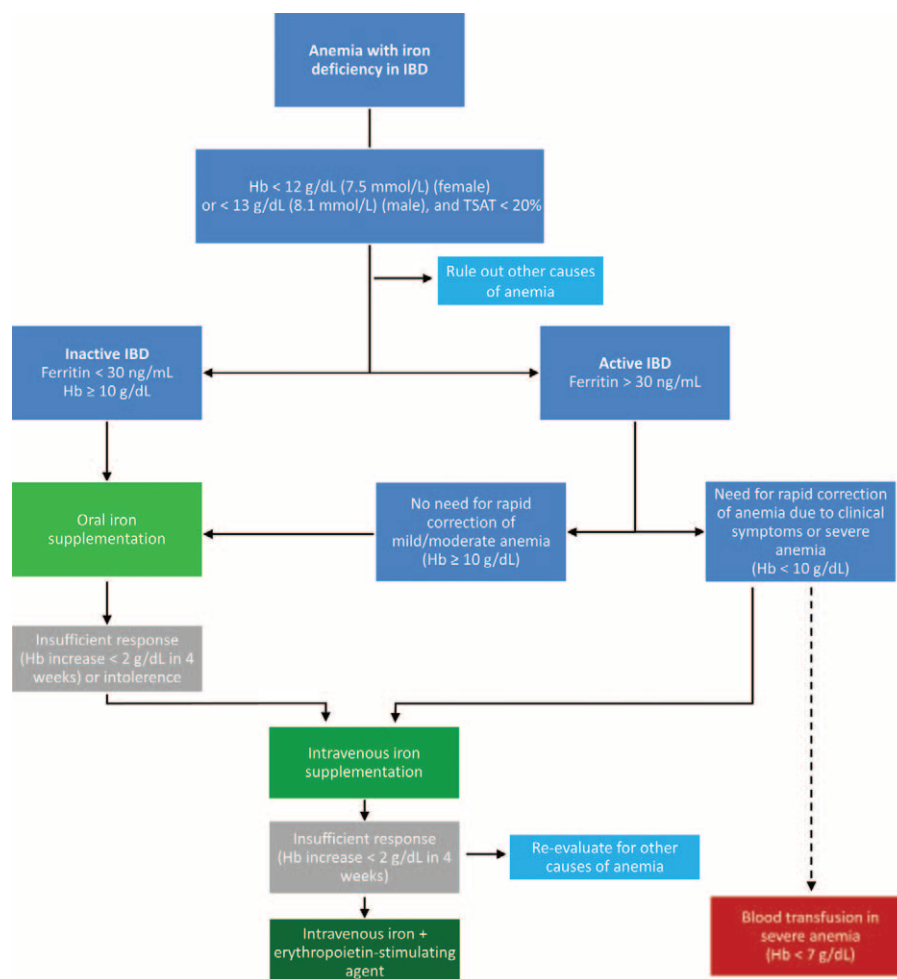 Anemia with iron
deficiency in IBD
Hb < 12 g/dL (7.5 mmol/L) (female)
or < 13 g/dL (8.1 mmol/L) (male), and TSAT < 20%
Rule out other causes
of anemia
Inactive IBD
Ferritin < 30 ng/mL
Hb ≥ 10 g/dL
Active IBD
Ferritin > 30 ng/mL
Oral iron
supplementation
No need for rapid
correction of
mild/moderate anemia
(Hb ≥ 10 g/dL)
Need for rapid correction
of anemia due to clinical
symptoms or severe
anemia
(Hb < 10 g/dL)
Insufficient response
(Hb increase < 2 g/dL in 4
weeks) or intolerence
Intravenous iron
supplementation
Insufficient response
(Hb increase < 2 g/dL in 4
weeks)
Re-evaluate for other
causes of anemia
Intravenous iron +
erythropoietin-stimulating
agent
Blood transfusion in
severe anemia
(Hb < 7 g/dL)